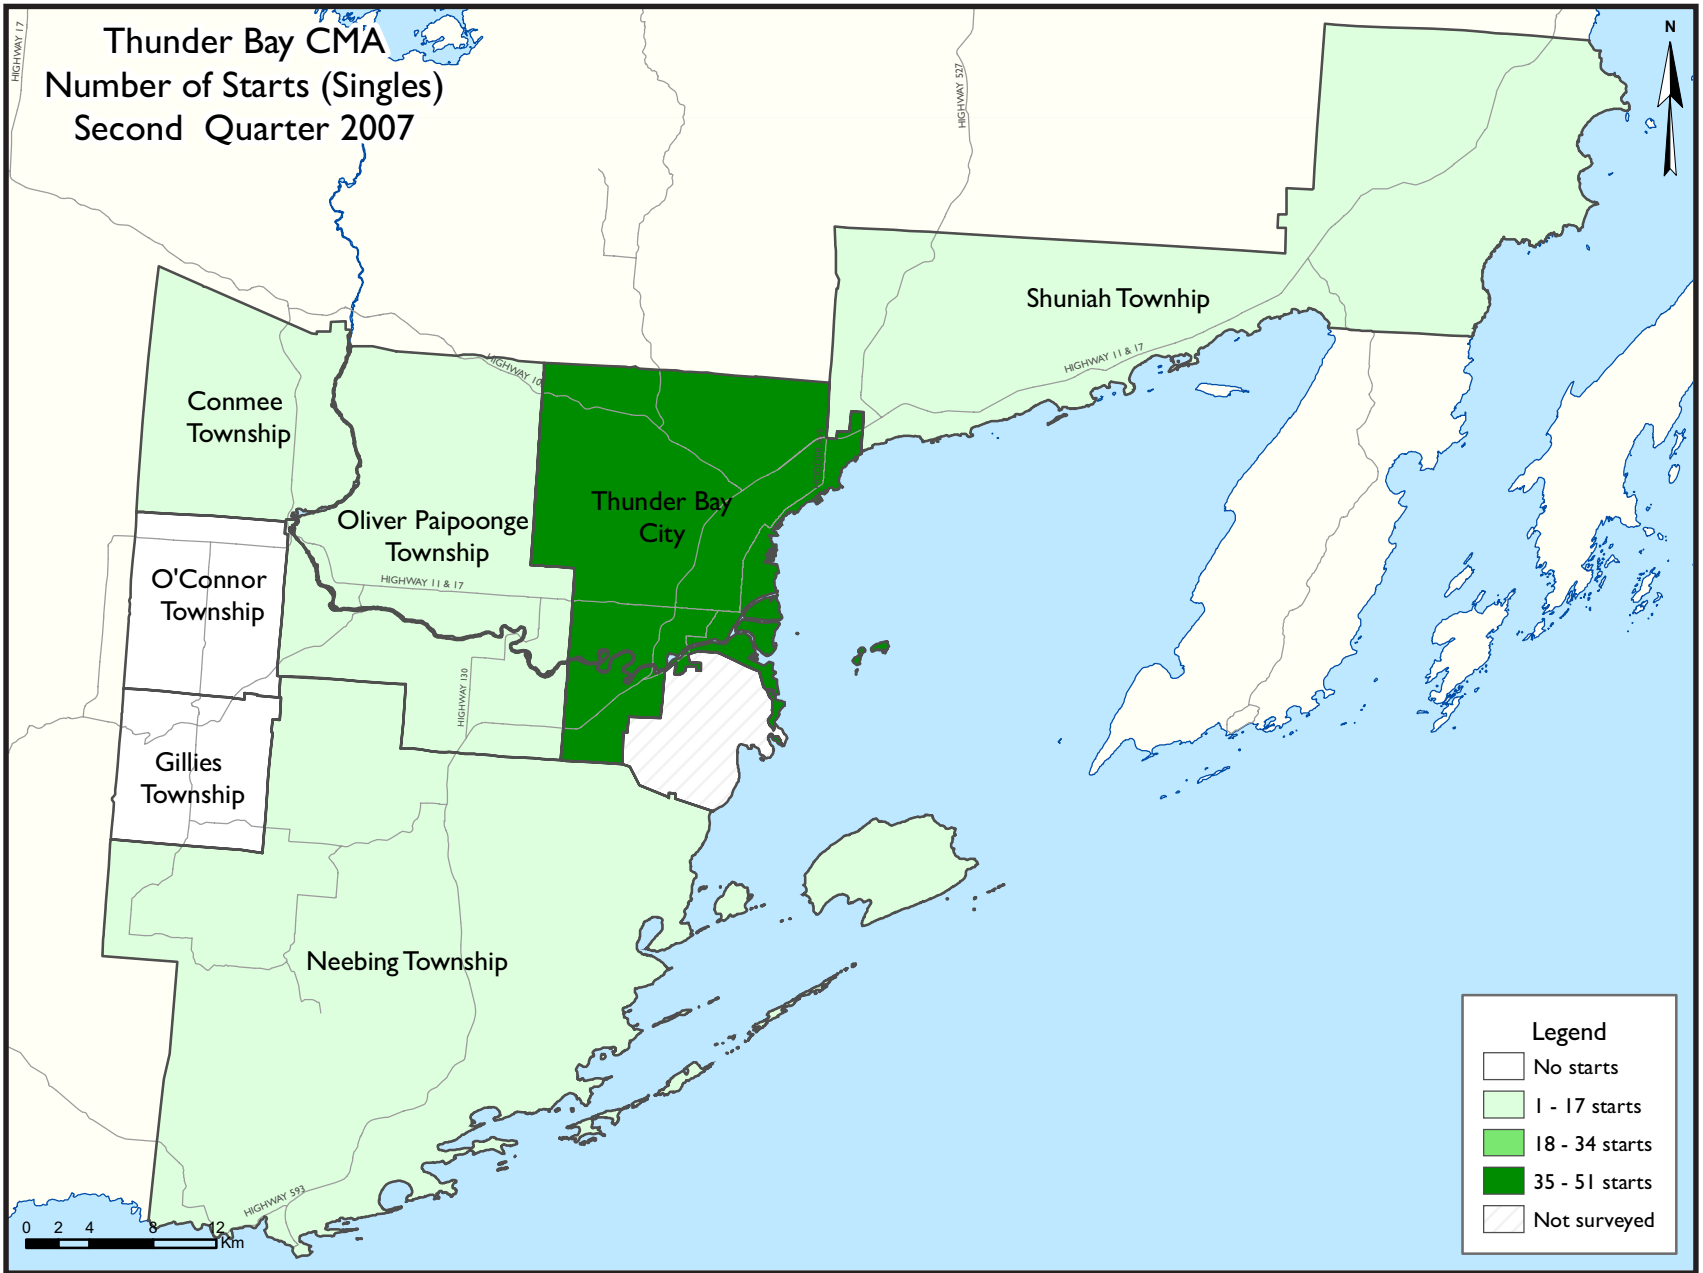 Thunder Bay CMA
Number of Starts (Singles)
Second Quarter 2007
HIGHWAY 17
HIGHWAY 527
N
Shuniah Townhip
HIGHWAY 11 & 17
HIGHWAY 10
Conmee
Township
Oliver Paipoonge
Township
Thunder Bay
City
HIGHWAY 11 & 17
O'Connor
Township
HIGHWAY 130
Gillies
Township
Neebing Township
HIGHWAY 593
0 2 4 8 12
Km
Legend
No starts
1 - 17 starts
18 - 34 starts
35 - 51 starts
Not surveyed